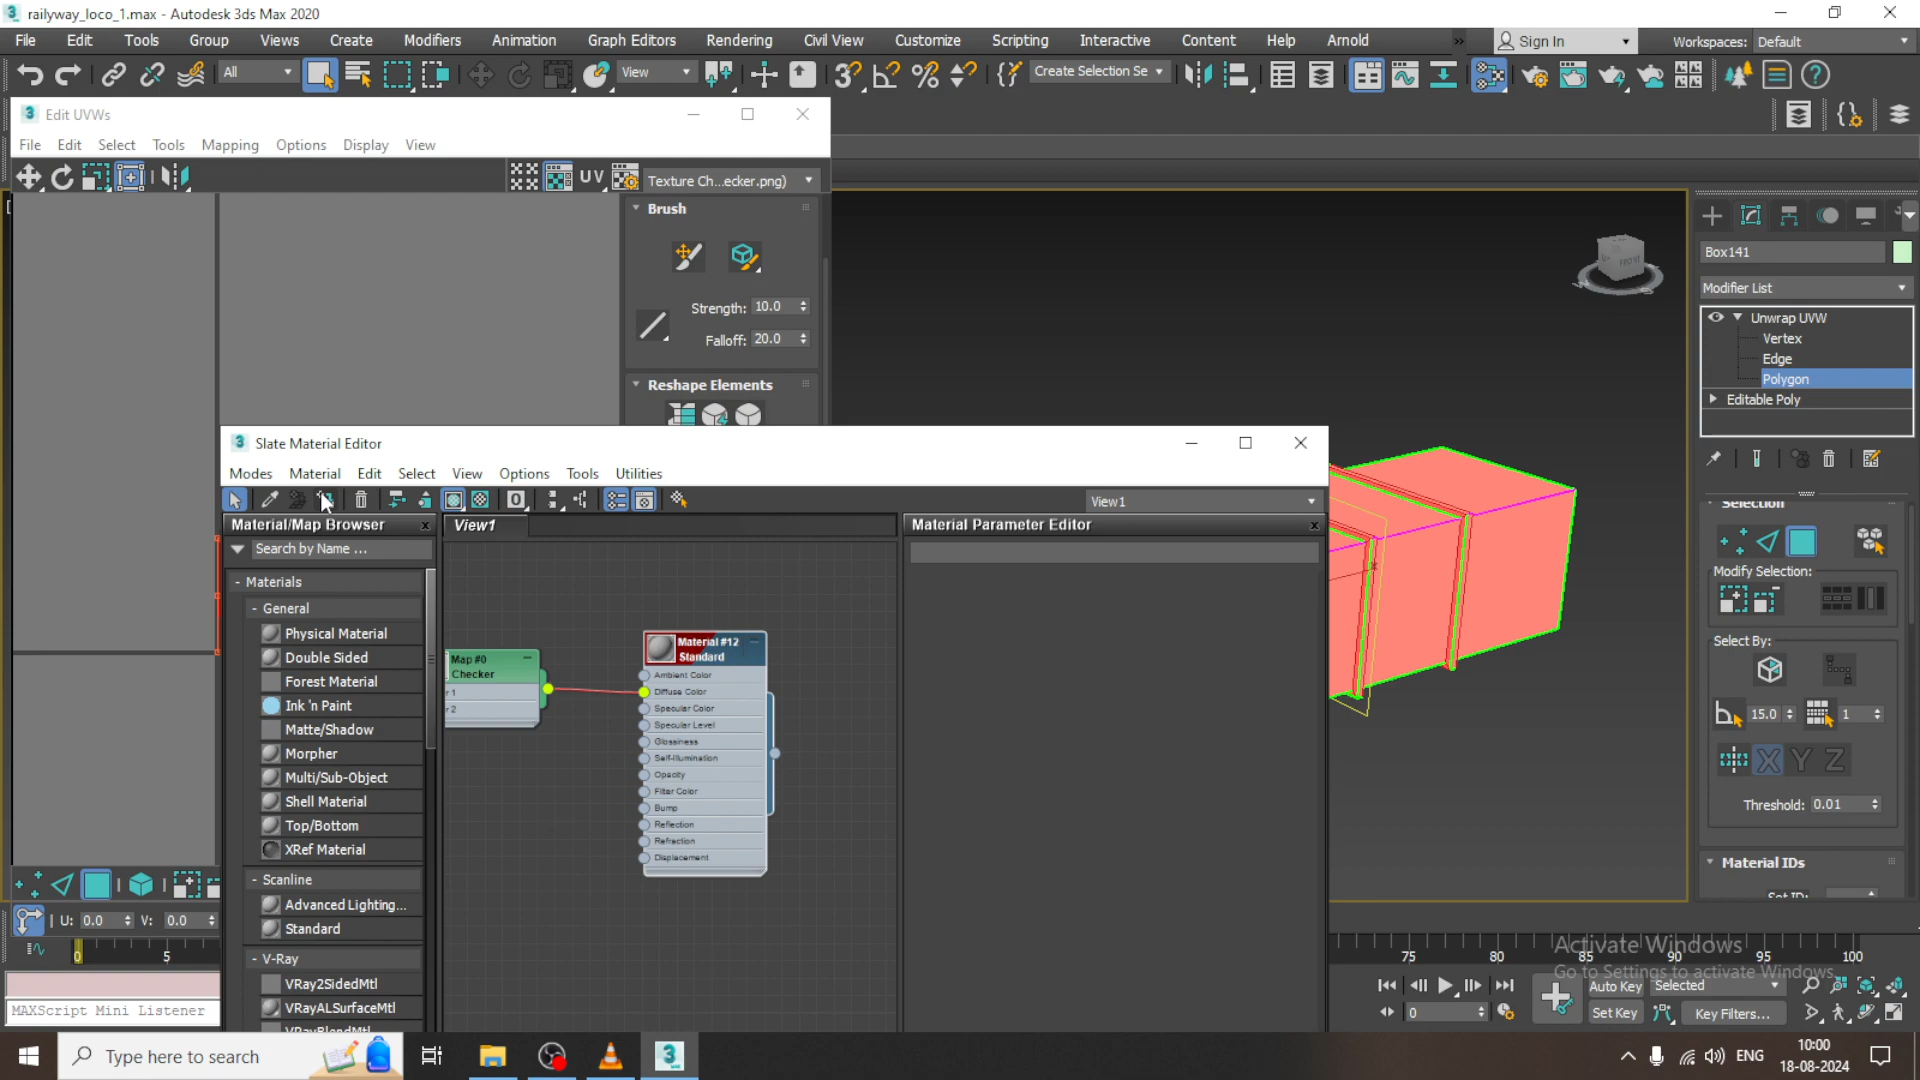 railyway_loco_1.max - Autodesk 3ds Max 2020
File Edit Tools Group Views Create Modifiers Animation Graph Editors Rendering Civil View Customize Scripting Interactive Content Help Arnold
Sign In
Workspaces: Default
All
View
Create Selection Se
Edit UVWs
File Edit Select Tools Mapping Options Display View
UV
Texture Ch...ecker.png)
Brush
Strength: 10.0
Falloff: 20.0
Reshape Elements
Slate Material Editor
Modes Material Edit Select View Options Tools Utilities
View1
Material/Map Browser
View1
Material Parameter Editor
Search by Name ...
- Materials
- General
Physical Material
Double Sided
Forest Material
Ink 'n Paint
Matte/Shadow
Morpher
Multi/Sub-Object
Shell Material
Top/Bottom
XRef Material
- Scanline
Advanced Lighting...
Standard
- V-Ray
VRay2SidedMtl
VRayALSurfaceMtl
VRayBlendMtl
Map #0
Checker
r 1
r 2
Material #12
Standard
Ambient Color
Diffuse Color
Specular Color
Specular Level
Glossiness
Self-Illumination
Opacity
Filter Color
Bump
Reflection
Refraction
Displacement
FRONT
Box141
Modifier List
Unwrap UVW
Vertex
Edge
Polygon
Editable Poly
Selection
Modify Selection:
Select By:
15.0
1
X Y Z
Threshold: 0.01
Material IDs
Set ID:
U: 0.0 V: 0.0
0 5
75 80 85 90 95 100
Activate Windows
Go to Settings to activate Windows.
MAXScript Mini Listener
0
Auto Key
Selected
Set Key
Key Filters...
Type here to search
ENG
10:00
18-08-2024